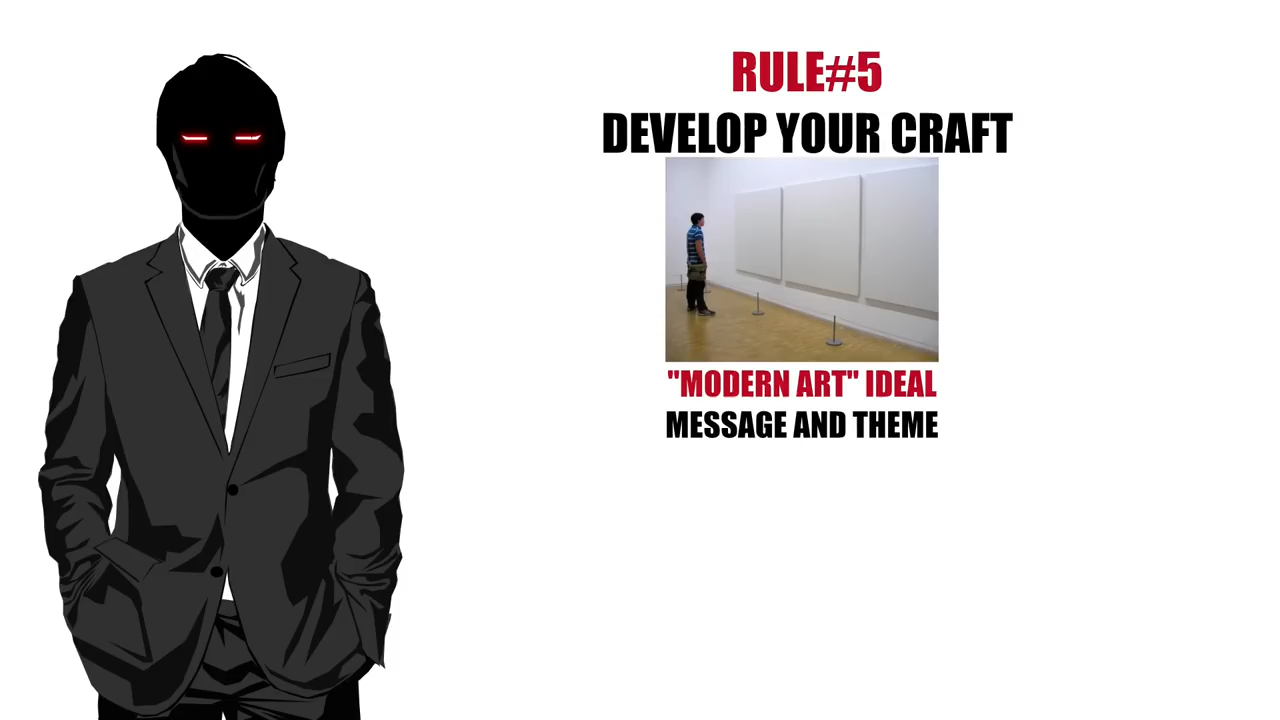 RULE#5
DEVELOP YOUR CRAFT
"MODERN ART" IDEAL
MESSAGE AND THEME